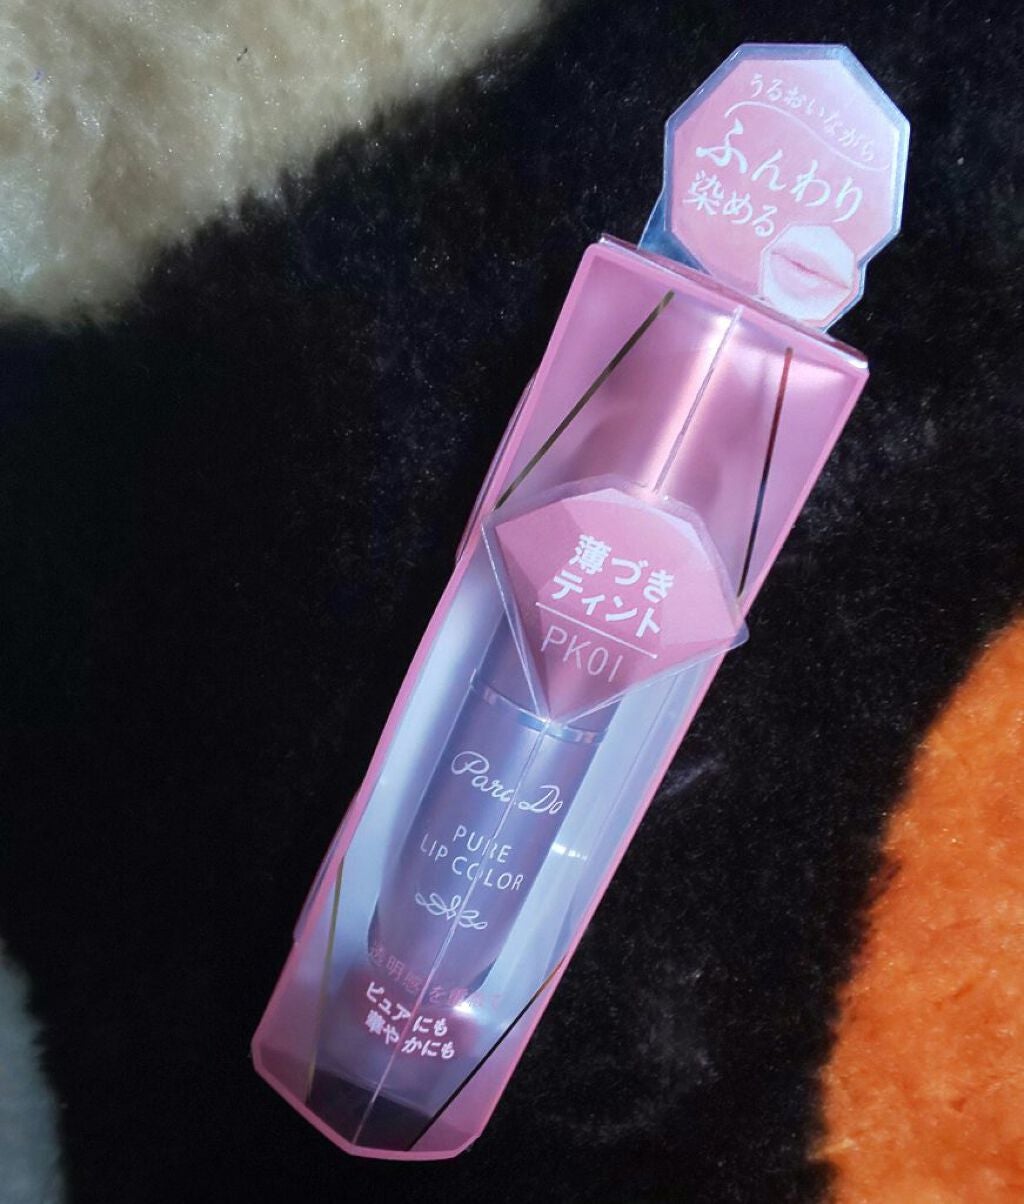 うるおいながら
ふんわり
染める
薄づき
ティント
PK01
Para Do
PURE
LIP COLOR
透明感を重ねて
ピュアにも
華やかにも